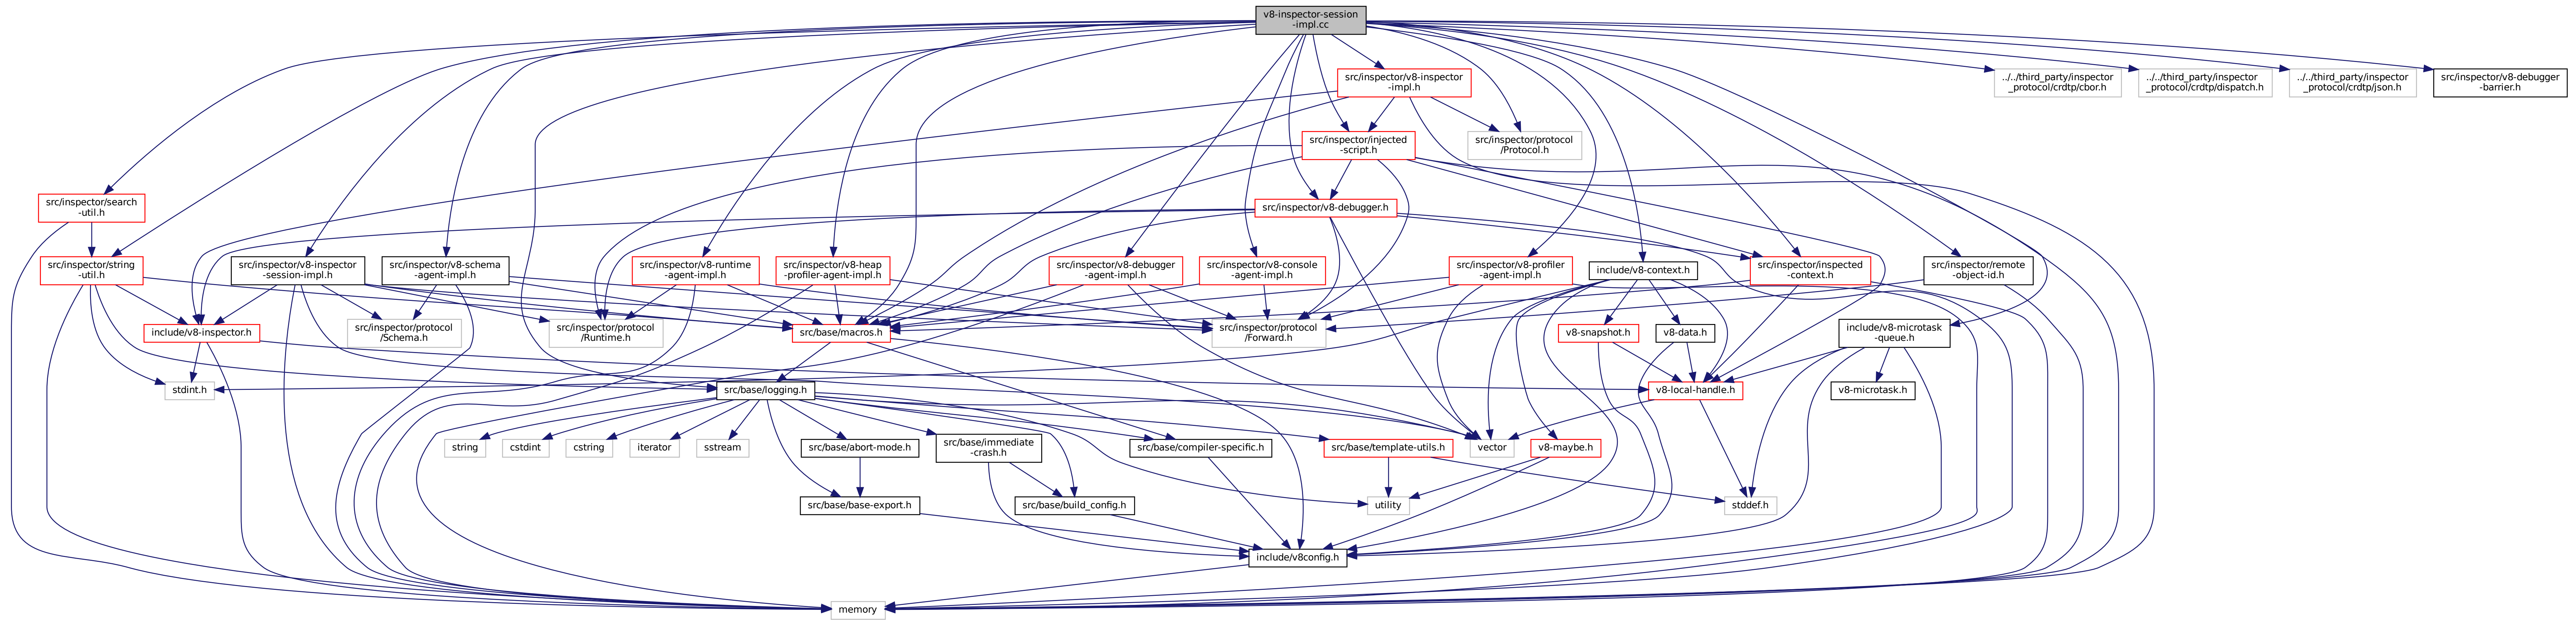 v8-inspector-session
-impl.cc
src/inspector/v8-inspector
-impl.h
../../third_party/inspector
_protocol/crdtp/cbor.h
../../third_party/inspector
_protocol/crdtp/dispatch.h
../../third_party/inspector
_protocol/crdtp/json.h
src/inspector/v8-debugger
-barrier.h
src/inspector/injected
-script.h
src/inspector/protocol
/Protocol.h
src/inspector/search
-util.h
src/inspector/v8-debugger.h
src/inspector/string
-util.h
src/inspector/v8-inspector
-session-impl.h
src/inspector/v8-schema
-agent-impl.h
src/inspector/v8-runtime
-agent-impl.h
src/inspector/v8-heap
-profiler-agent-impl.h
src/inspector/v8-debugger
-agent-impl.h
src/inspector/v8-console
-agent-impl.h
src/inspector/v8-profiler
-agent-impl.h
include/v8-context.h
src/inspector/inspected
-context.h
src/inspector/remote
-object-id.h
include/v8-inspector.h
src/inspector/protocol
/Schema.h
src/inspector/protocol
/Runtime.h
src/base/macros.h
src/inspector/protocol
/Forward.h
v8-snapshot.h
v8-data.h
include/v8-microtask
-queue.h
stdint.h
src/base/logging.h
v8-local-handle.h
v8-microtask.h
string
cstdint
cstring
iterator
sstream
src/base/abort-mode.h
src/base/immediate
-crash.h
src/base/compiler-specific.h
src/base/template-utils.h
vector
v8-maybe.h
src/base/base-export.h
src/base/build_config.h
utility
stddef.h
include/v8config.h
memory